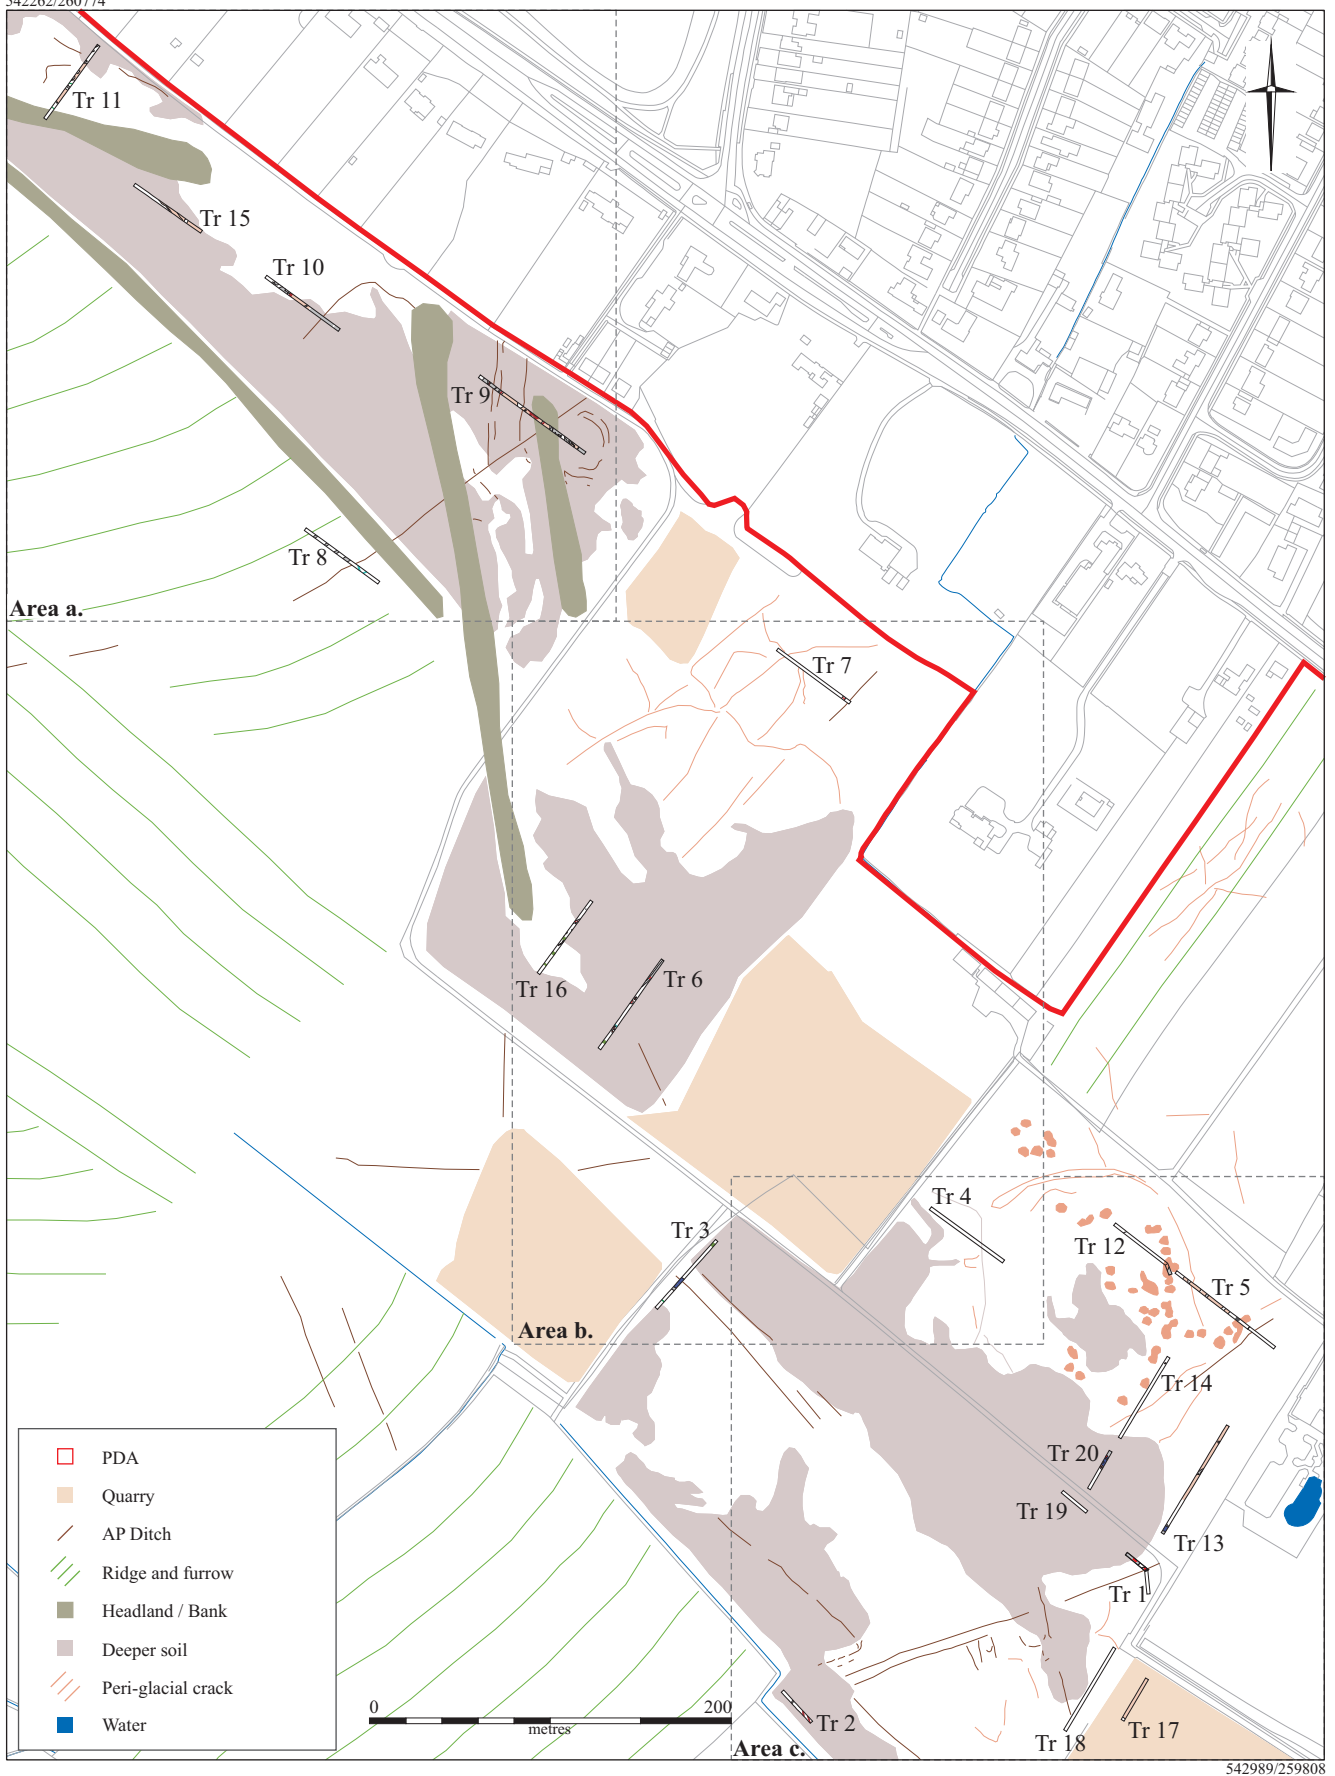 542262/260774
Tr 11
Tr 15
Tr 10
Tr 9
Tr 8
Area a.
Tr 7
Tr 6
Tr 16
Tr 4
Tr 3
Tr 12
Tr 5
Area b.
Tr 14
Tr 20
Tr 19
Tr 13
Tr 1
PDA
Quarry
AP Ditch
Ridge and furrow
Headland / Bank
Deeper soil
Peri-glacial crack
Water
0 200
metres
Tr 2
Tr 17
Tr 18
Area c.
542989/259808